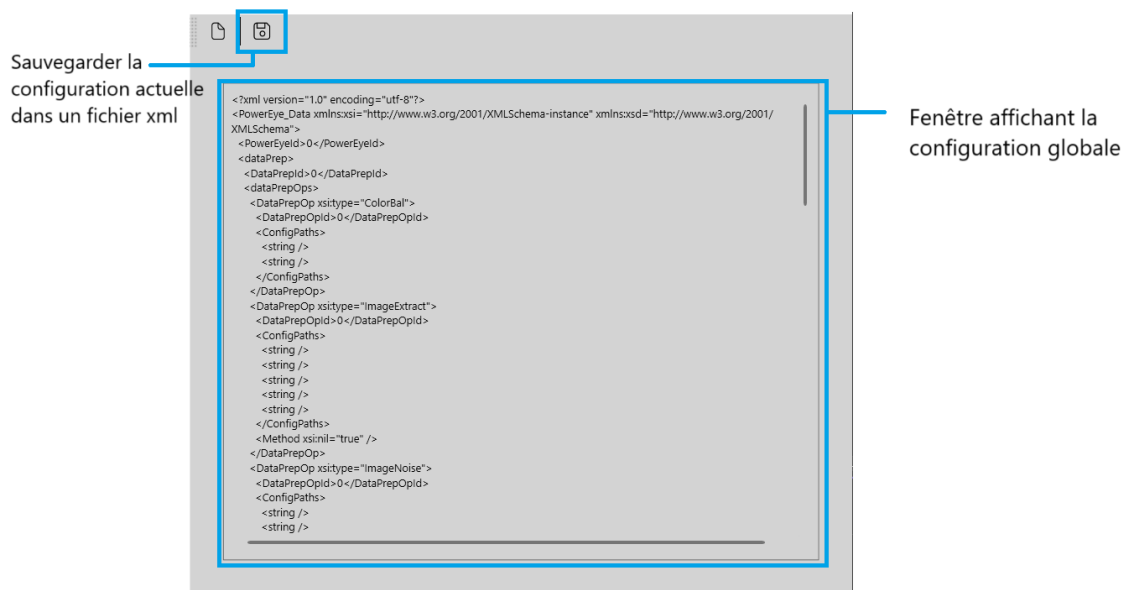 Sauvegarder la
configuration actuelle
dans un fichier xml
<?xml version="1.0" encoding="utf-8"?>
<PowerEye_Data xmlns:xsi="http://www.w3.org/2001/XMLSchema-instance" xmlns:xsd="http://www.w3.org/2001/
XMLSchema">
<PowerEyeId>0</PowerEyeId>
<dataPrep>
<DataPrepId>0</DataPrepId>
<dataPrepOps>
<DataPrepOp xsi:type="ColorBal">
<DataPrepOpId>0</DataPrepOpId>
<ConfigPaths>
<string />
<string />
</ConfigPaths>
</DataPrepOp>
<DataPrepOp xsi:type="ImageExtract">
<DataPrepOpId>0</DataPrepOpId>
<ConfigPaths>
<string />
<string />
<string />
<string />
<string />
</ConfigPaths>
<Method xsi:nil="true" />
</DataPrepOp>
<DataPrepOp xsi:type="ImageNoise">
<DataPrepOpId>0</DataPrepOpId>
<ConfigPaths>
<string />
<string />
Fenêtre affichant la
configuration globale